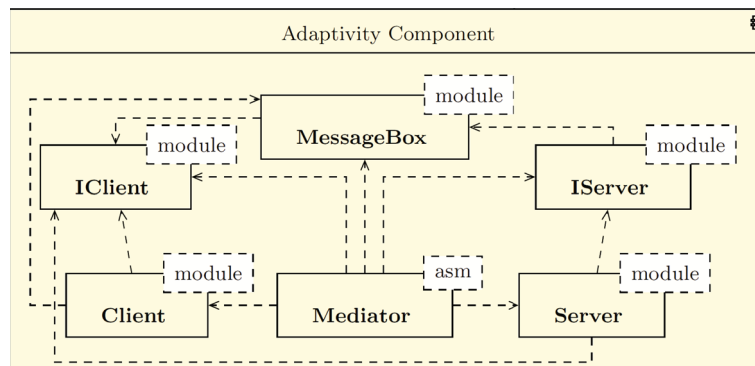 Adaptivity Component
module
MessageBox
module
IClient
module
IServer
module
Client
asm
Mediator
module
Server